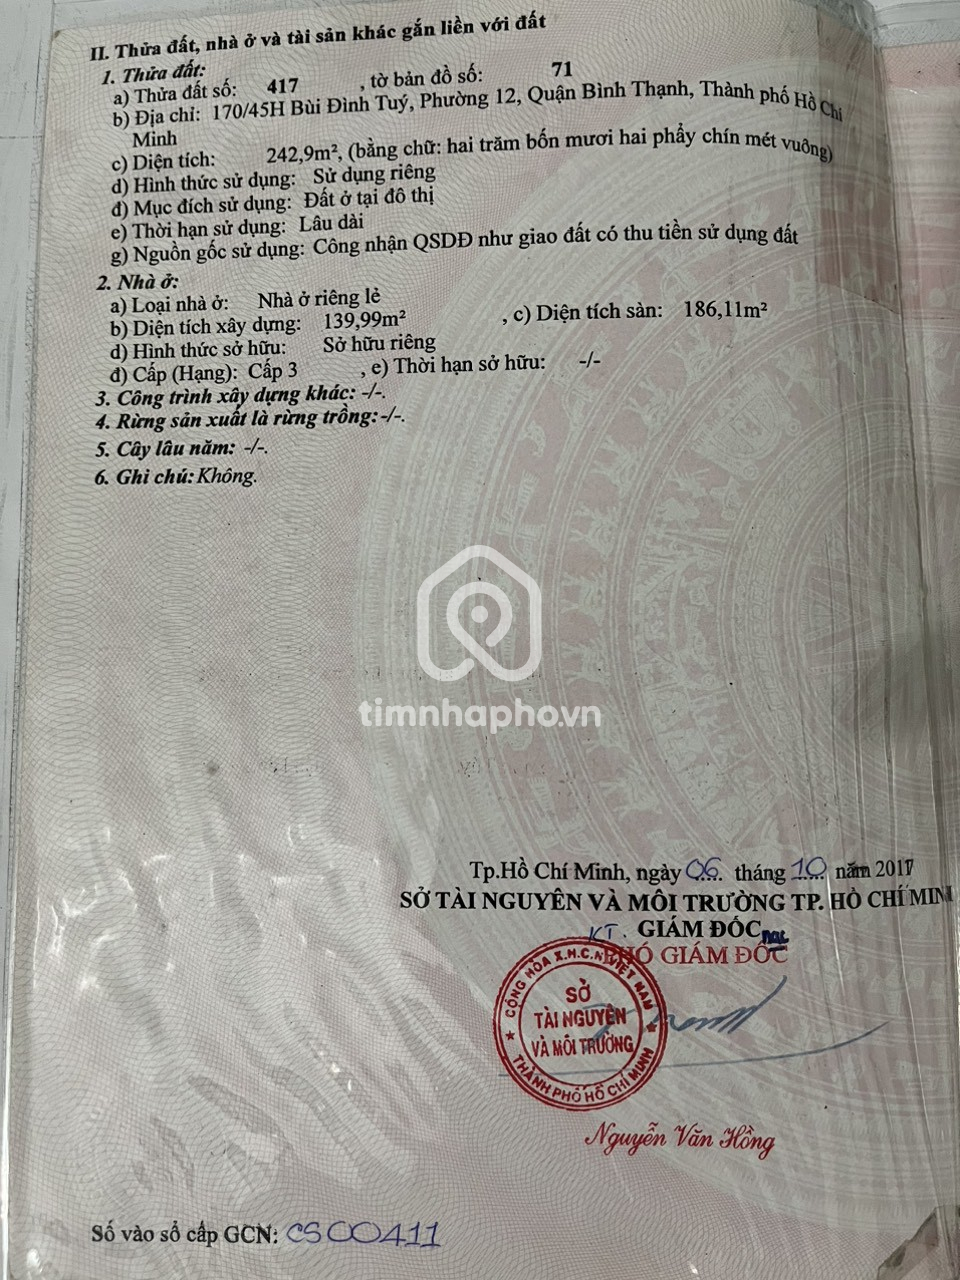 II. Thửa đất, nhà ở và tài sản khác gắn liền với đất
1. Thửa đất:
a) Thửa đất số: 417 , tờ bản đồ số: 71
b) Địa chỉ: 170/45H Bùi Đình Tuý, Phường 12, Quận Bình Thạnh, Thành phố Hồ Chí
Minh
c) Diện tích: 242,9m², (bằng chữ: hai trăm bốn mươi hai phẩy chín mét vuông)
d) Hình thức sử dụng: Sử dụng riêng
đ) Mục đích sử dụng: Đất ở tại đô thị
e) Thời hạn sử dụng: Lâu dài
g) Nguồn gốc sử dụng: Công nhận QSDĐ như giao đất có thu tiền sử dụng đất
2. Nhà ở:
a) Loại nhà ở: Nhà ở riêng lẻ
b) Diện tích xây dựng: 139,99m² , c) Diện tích sàn: 186,11m²
d) Hình thức sở hữu: Sở hữu riêng
đ) Cấp (Hạng): Cấp 3 , e) Thời hạn sở hữu: -/-
3. Công trình xây dựng khác: -/-.
4. Rừng sản xuất là rừng trồng:-/-.
5. Cây lâu năm: -/-.
6. Ghi chú: Không.
timnhapho.vn
Tp.Hồ Chí Minh, ngày 06 tháng 10 năm 2017
SỞ TÀI NGUYÊN VÀ MÔI TRƯỜNG TP. HỒ CHÍ MINH
KT. GIÁM ĐỐC
PHÓ GIÁM ĐỐC
CỘNG HÒA X.H.C.N VIỆT NAM
SỞ
TÀI NGUYÊN
VÀ MÔI TRƯỜNG
THÀNH PHỐ HỒ CHÍ MINH
Nguyễn Văn Hồng
Số vào sổ cấp GCN: CS00411